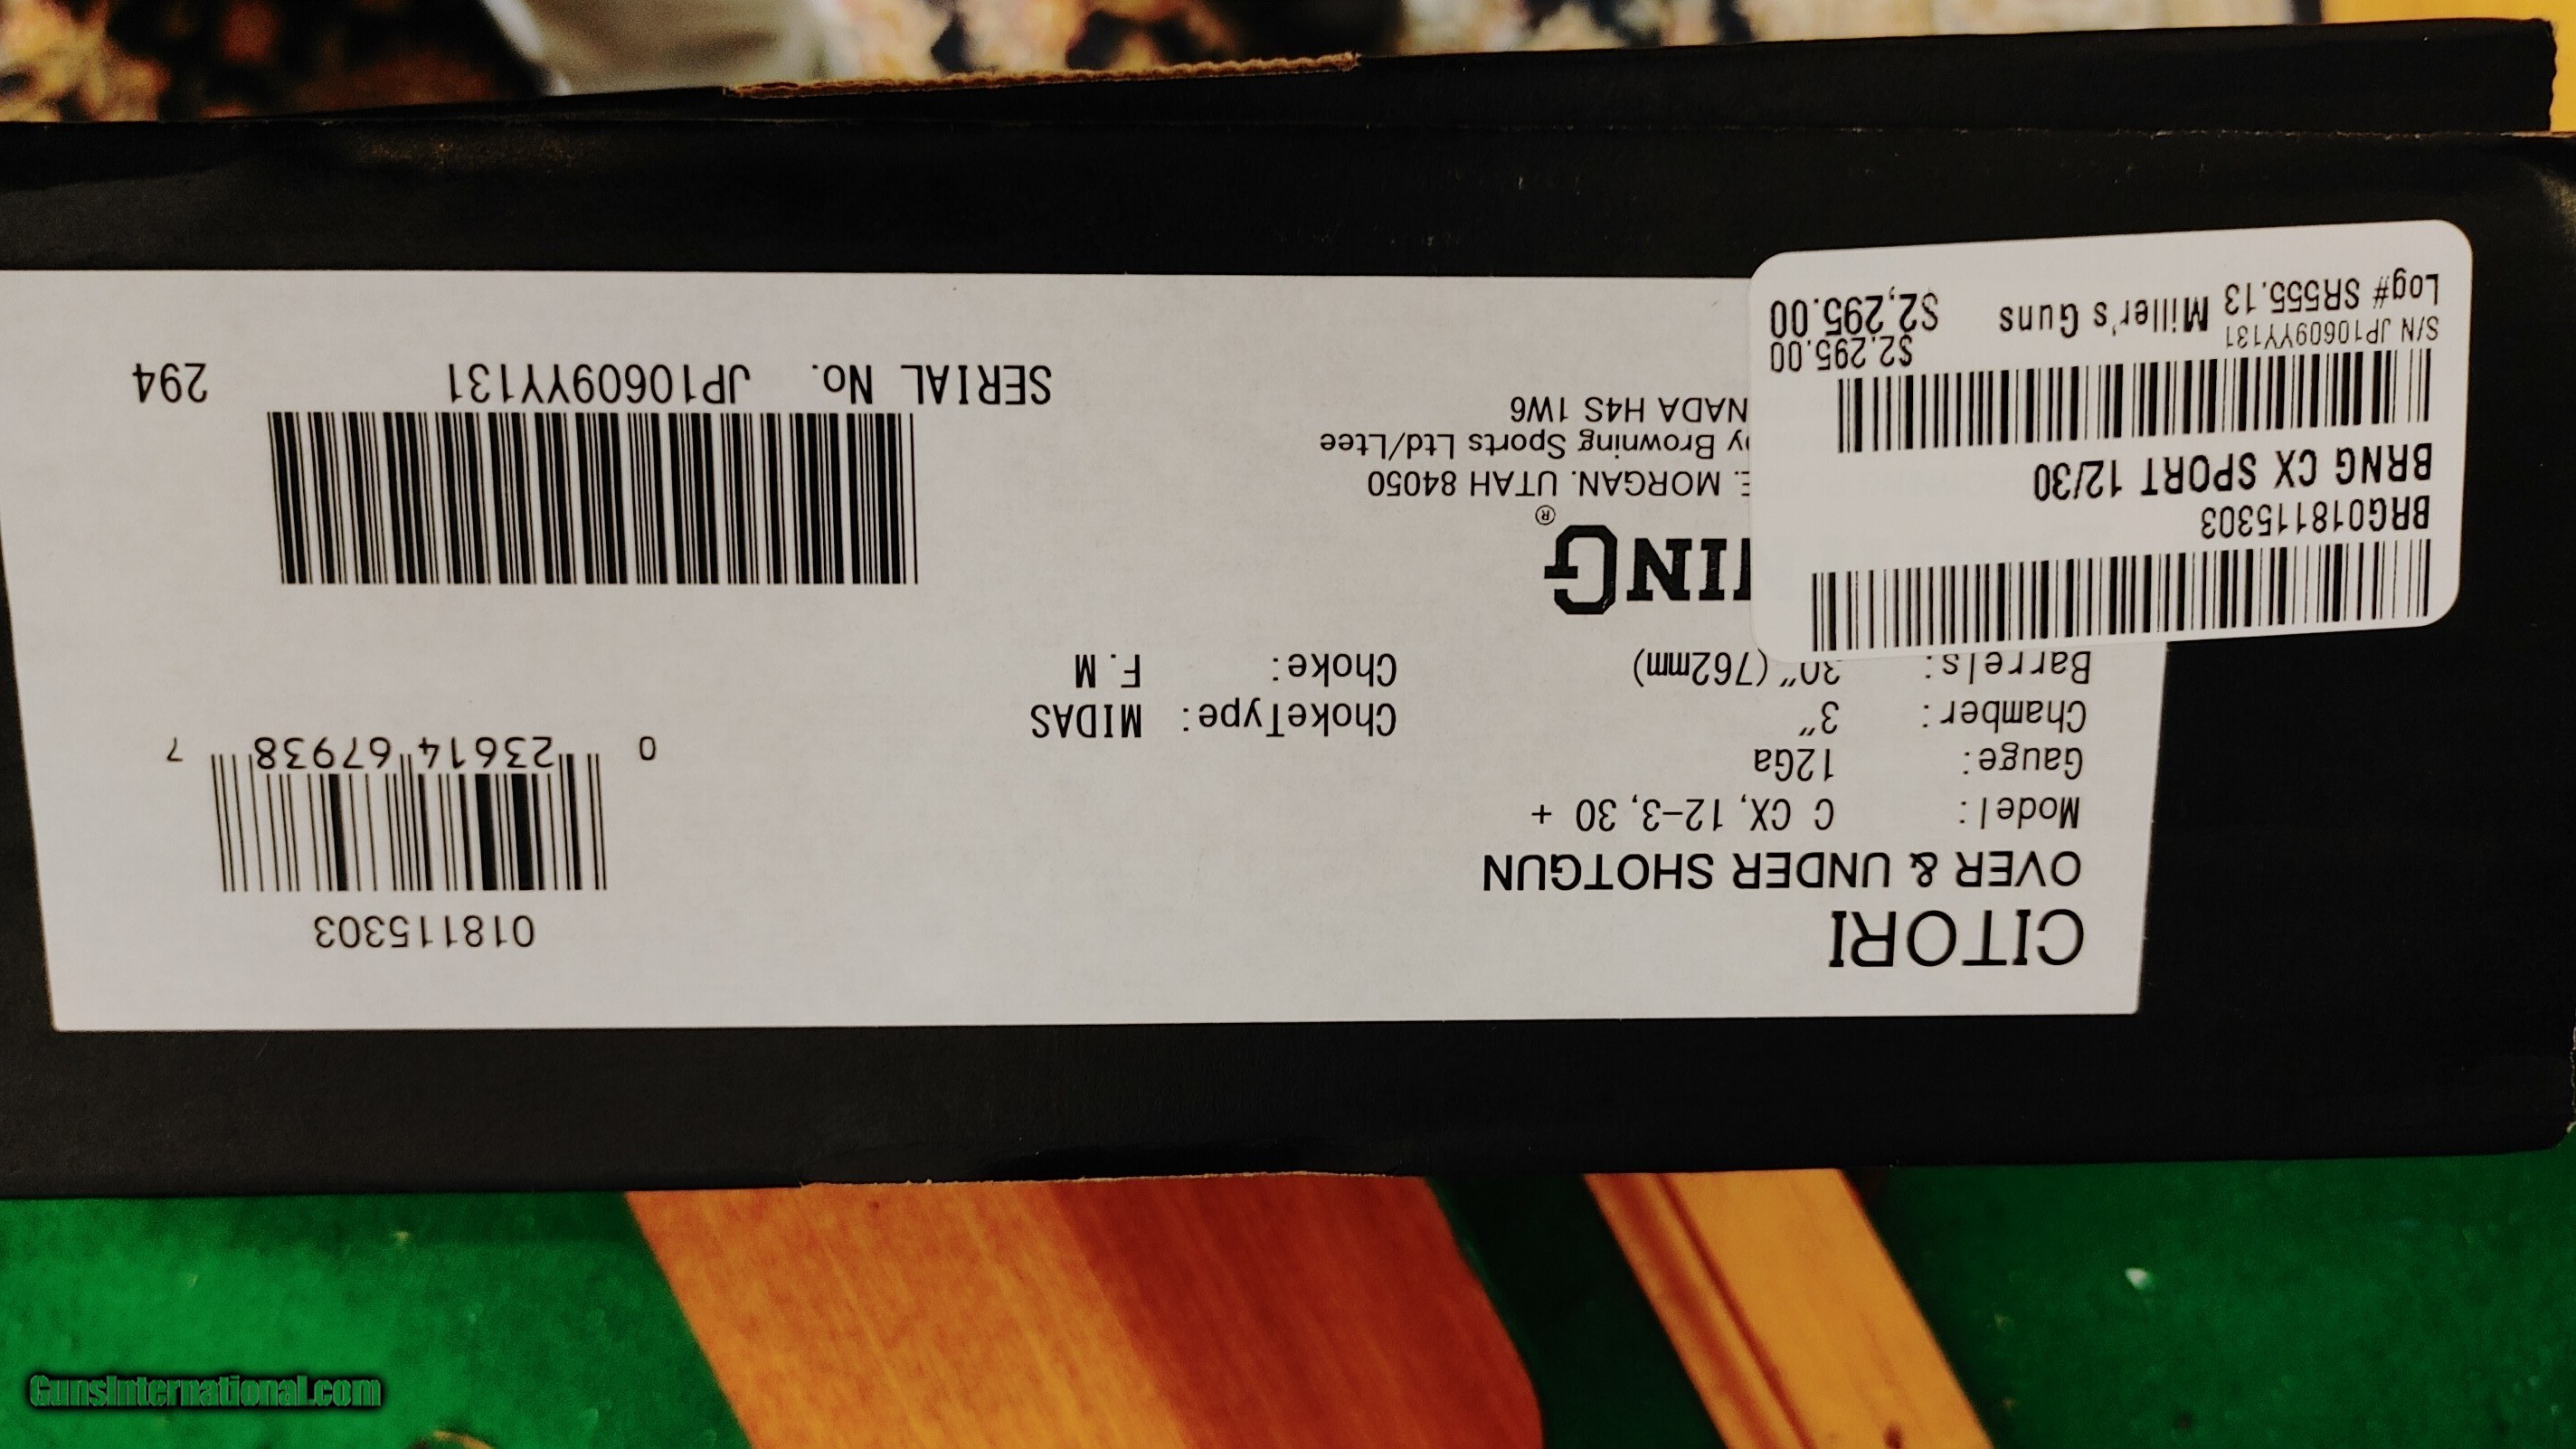 CITORI
OVER & UNDER SHOTGUN
Model: C CX, 12-3, 30 +
Gauge: 12Ga
Chamber: 3"
Barrels: 30" (762mm)
ChokeType: MIDAS
Choke: F.M
018115303
0 23614 67938 7
ING®
E. MORGAN. UTAH 84050
by Browning Sports Ltd/Ltee
NADA H4S 1W6
SERIAL No. JP10609YY131 294
BRG018115303
BRNG CX SPORT 12/30
S/N JP10609YY131 $2,295.00
Log# SR555.13 Miller's Guns $2,295.00
GunsInternational.com